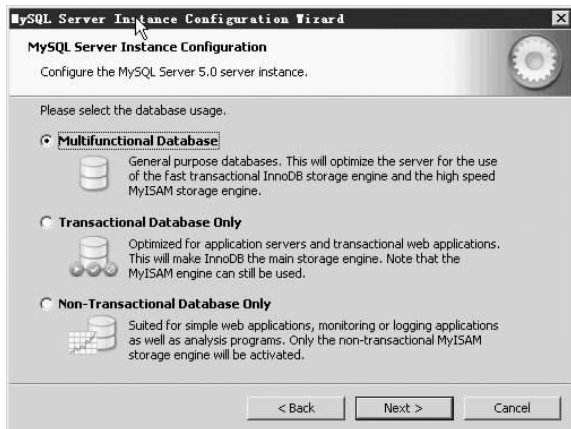 MySQL Server Instance Configuration Wizard
MySQL Server Instance Configuration
Configure the MySQL Server 5.0 server instance.
Please select the database usage.
Multifunctional Database
General purpose databases. This will optimize the server for the use
of the fast transactional InnoDB storage engine and the high speed
MyISAM storage engine.
Transactional Database Only
Optimized for application servers and transactional web applications.
This will make InnoDB the main storage engine. Note that the
MyISAM engine can still be used.
Non-Transactional Database Only
Suited for simple web applications, monitoring or logging applications
as well as analysis programs. Only the non-transactional MyISAM
storage engine will be activated.
< Back
Next >
Cancel